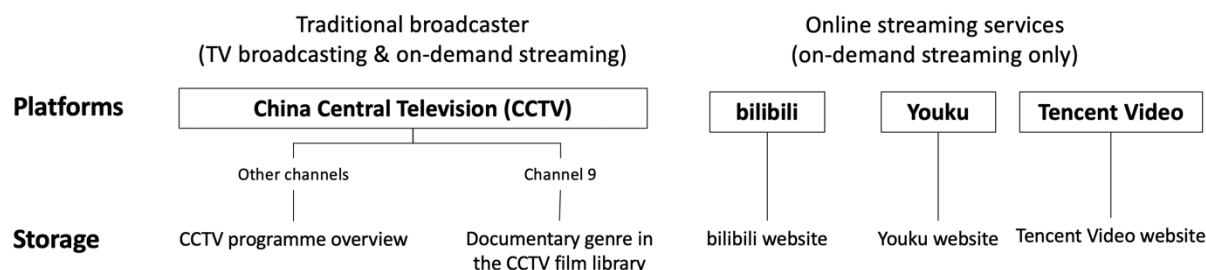 Traditional broadcaster
(TV broadcasting & on-demand streaming)
Online streaming services
(on-demand streaming only)
Platforms
China Central Television (CCTV)
bilibili
Youku
Tencent Video
Other channels
Channel 9
Storage
CCTV programme overview
Documentary genre in
the CCTV film library
bilibili website
Youku website
Tencent Video website